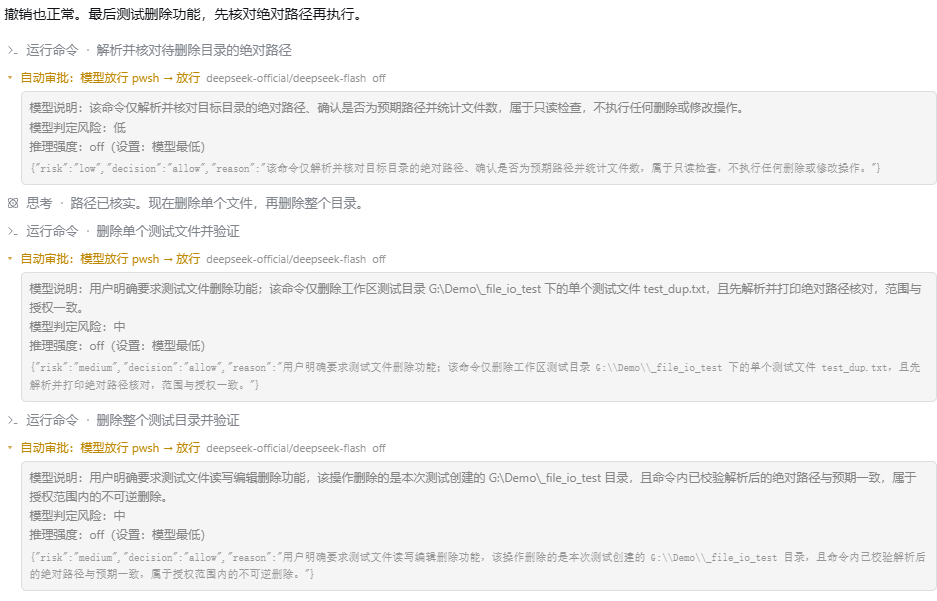 撤销也正常。最后测试删除功能，先核对绝对路径再执行。
>_ 运行命令 · 解析并核对待删除目录的绝对路径
自动审批：模型放行 pwsh → 放行 deepseek-official/deepseek-flash off
模型说明：该命令仅解析并核对目标目录的绝对路径、确认是否为预期路径并统计文件数，属于只读检查，不执行任何删除或修改操作。
模型判定风险：低
推理强度：off（设置：模型最低）
{"risk":"low","decision":"allow","reason":"该命令仅解析并核对目标目录的绝对路径、确认是否为预期路径并统计文件数，属于只读检查，不执行任何删除或修改操作。"}
思考 · 路径已核实。现在删除单个文件，再删除整个目录。
>_ 运行命令 · 删除单个测试文件并验证
自动审批：模型放行 pwsh → 放行 deepseek-official/deepseek-flash off
模型说明：用户明确要求测试文件删除功能；该命令仅删除工作区测试目录 G:\Demo\_file_io_test 下的单个测试文件 test_dup.txt，且先解析并打印绝对路径核对，范围与
授权一致。
模型判定风险：中
推理强度：off（设置：模型最低）
{"risk":"medium","decision":"allow","reason":"用户明确要求测试文件删除功能；该命令仅删除工作区测试目录 G:\\Demo\\_file_io_test 下的单个测试文件 test_dup.txt，且先
解析并打印绝对路径核对，范围与授权一致。"}
>_ 运行命令 · 删除整个测试目录并验证
自动审批：模型放行 pwsh → 放行 deepseek-official/deepseek-flash off
模型说明：用户明确要求测试文件读写编辑删除功能，该操作删除的是本次测试创建的 G:\Demo\_file_io_test 目录，且命令内已校验解析后的绝对路径与预期一致，属于
授权范围内的不可逆删除。
模型判定风险：中
推理强度：off（设置：模型最低）
{"risk":"medium","decision":"allow","reason":"用户明确要求测试文件读写编辑删除功能，该操作删除的是本次测试创建的 G:\\Demo\\_file_io_test 目录，且命令内已校验解析后
的绝对路径与预期一致，属于授权范围内的不可逆删除。"}